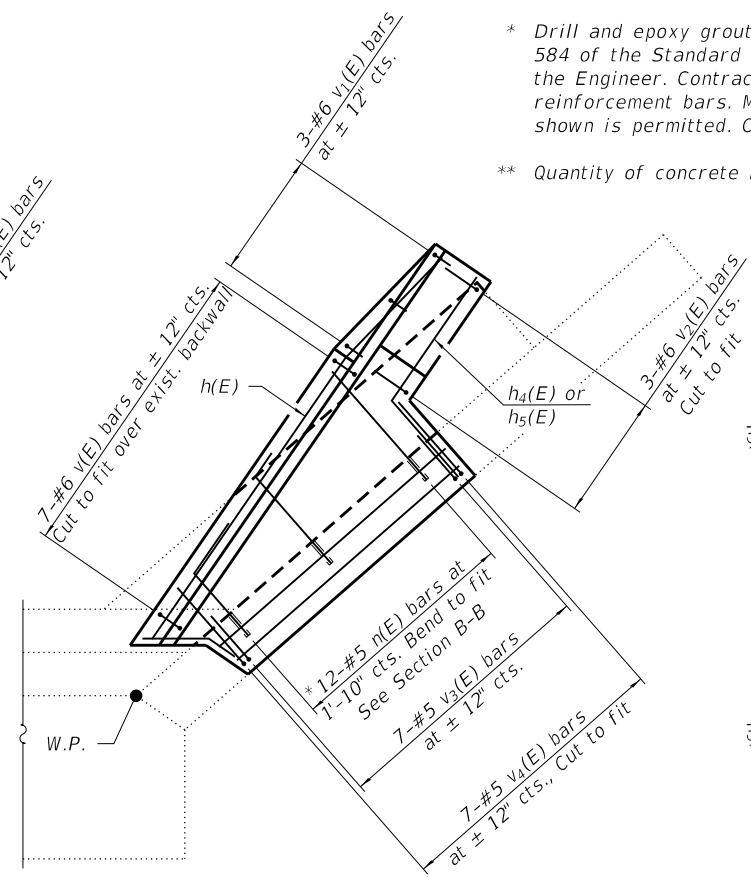 * Drill and epoxy grout
584 of the Standard
the Engineer. Contrac
reinforcement bars. M
shown is permitted. C
** Quantity of concrete
3-#6 v₁(E) bars
at ± 12" cts.
(E) bars
12" cts.
7-#6 v(E) bars at ± 12" cts.
Cut to fit over exist. backwall
h(E)
h₄(E) or
h₅(E)
3-#6 v₂(E) bars
at ± 12" cts.
Cut to fit
*12-#5 n(E) bars at
1'-10" cts. Bend to fit
See Section B-B
7-#5 v₃(E) bars
at ± 12" cts.
7-#5 v₄(E) bars
at ± 12" cts., Cut to fit
W.P.